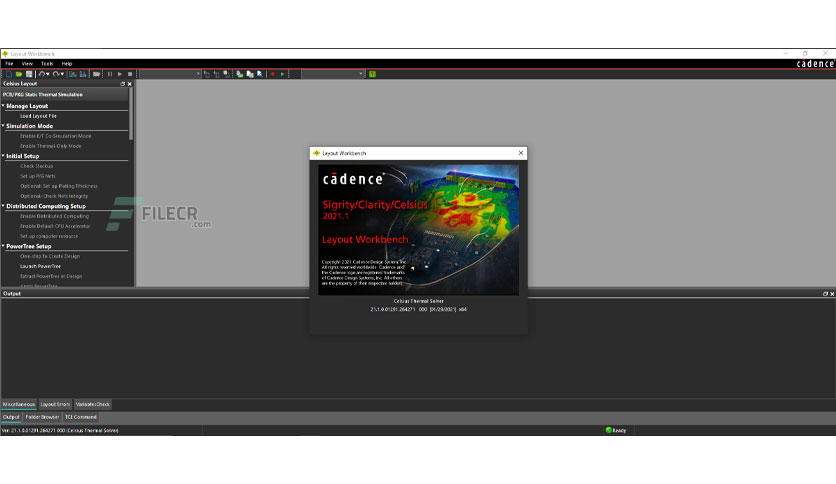 Layout Workbench
File View Tools Help
cadence
Celsius Layout
PCB/PKG Static Thermal Simulation
Manage Layout
Load Layout File
Simulation Mode
Enable E/T Co-Simulation Mode
Enable Thermal-Only Mode
Initial Setup
Check Stackup
Set up P/G Nets
Optional: Set up Plating Thickness
Optional: Check Nets Integrity
Distributed Computing Setup
Enable Distributed Computing
Enable Default CPU Accelerator
Set up computer resource
PowerTree Setup
One-step to Create Design
Launch PowerTree
Extract PowerTree in Design
FILECR
.com
Layout Workbench
cādence
Sigrity/Clarity/Celsius
2021.1
Layout Workbench
Copyright 2021 Cadence Design System Inc.
All rights reserved worldwide. Cadence and
the Cadence logo are registered trademarks
of Cadence Design Systems, Inc. All others
are the property of their respective holders.
Celsius Thermal Solver
21.1.0.01291.264271 000 [01/29/2021] x64
Output
Miscellaneous Layout Errors Variables Check
Output Folder Browser TCL Command
Ver: 21.1.0.01291.264271 000 (Celsius Thermal Solver)
Ready